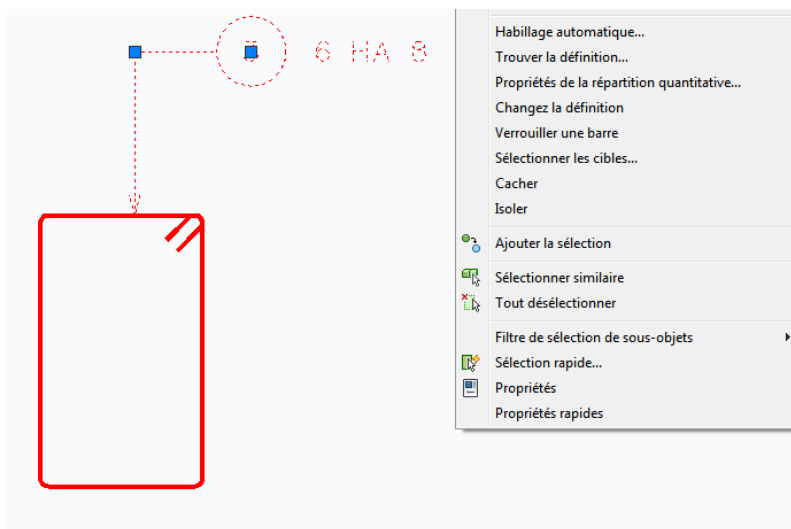 6 HA 8
Habillage automatique...
Trouver la définition...
Propriétés de la répartition quantitative...
Changez la définition
Verrouiller une barre
Sélectionner les cibles...
Cacher
Isoler
Ajouter la sélection
Sélectionner similaire
Tout désélectionner
Filtre de sélection de sous-objets
Sélection rapide...
Propriétés
Propriétés rapides